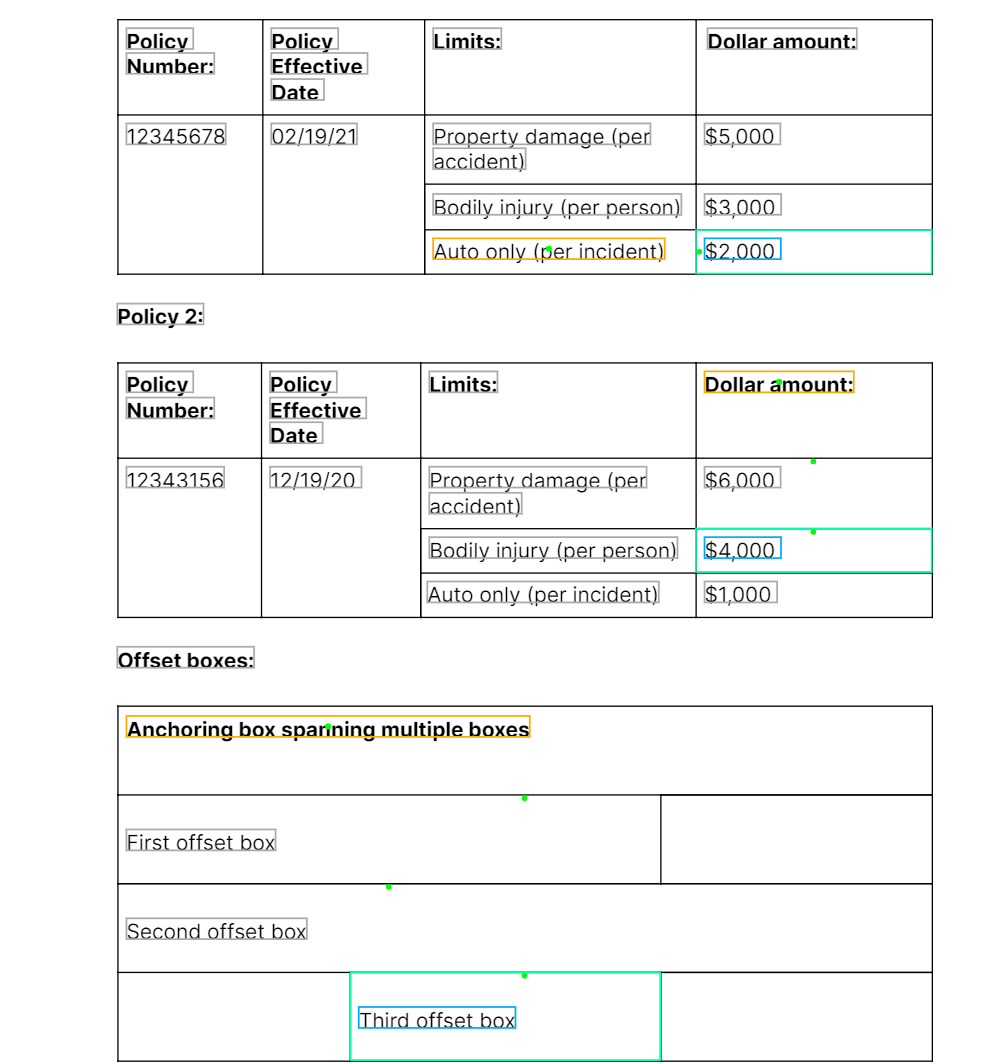 Policy Number: Policy Effective Date Limits: Dollar amount:
12345678 02/19/21 Property damage (per accident) $5,000
Bodily injury (per person) $3,000
Auto only (per incident) $2,000
Policy 2:
Policy Number: Policy Effective Date Limits: Dollar amount:
12343156 12/19/20 Property damage (per accident) $6,000
Bodily injury (per person) $4,000
Auto only (per incident) $1,000
Offset boxes:
Anchoring box spanning multiple boxes
First offset box
Second offset box
Third offset box